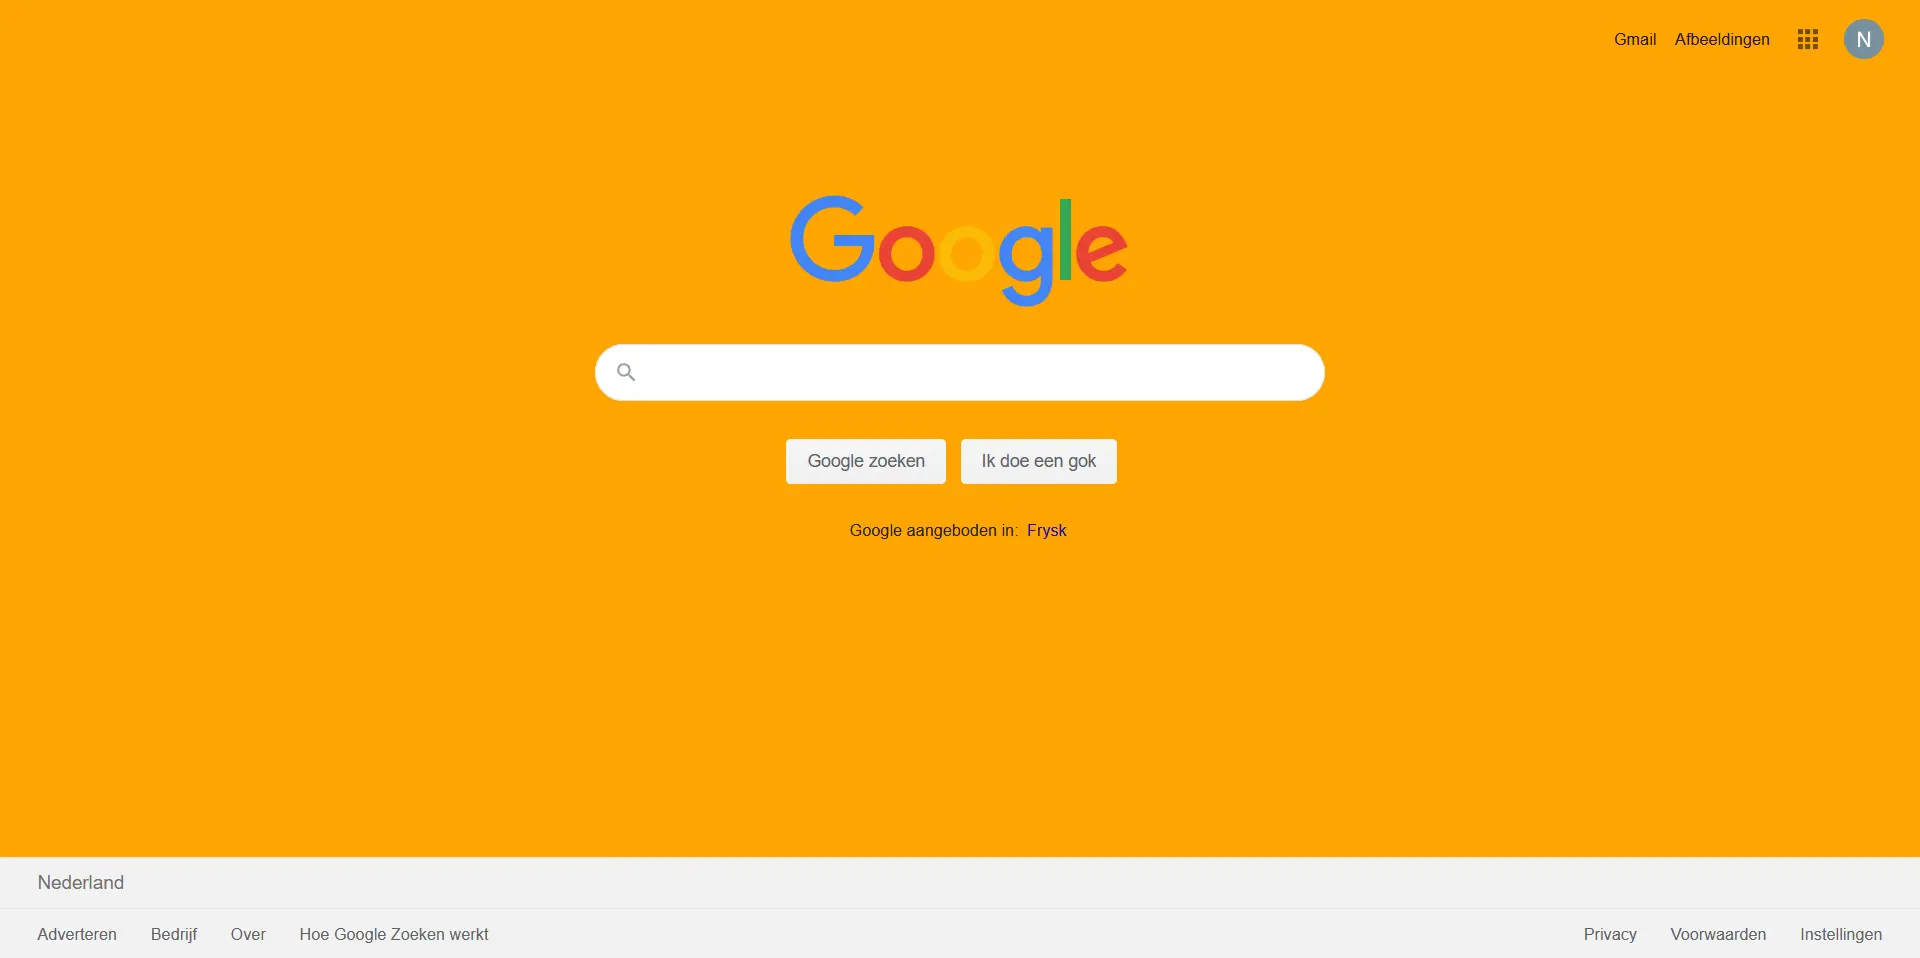 Gmail Afbeeldingen N
Google
Google zoeken Ik doe een gok
Google aangeboden in: Frysk
Nederland
Adverteren Bedrijf Over Hoe Google Zoeken werkt Privacy Voorwaarden Instellingen